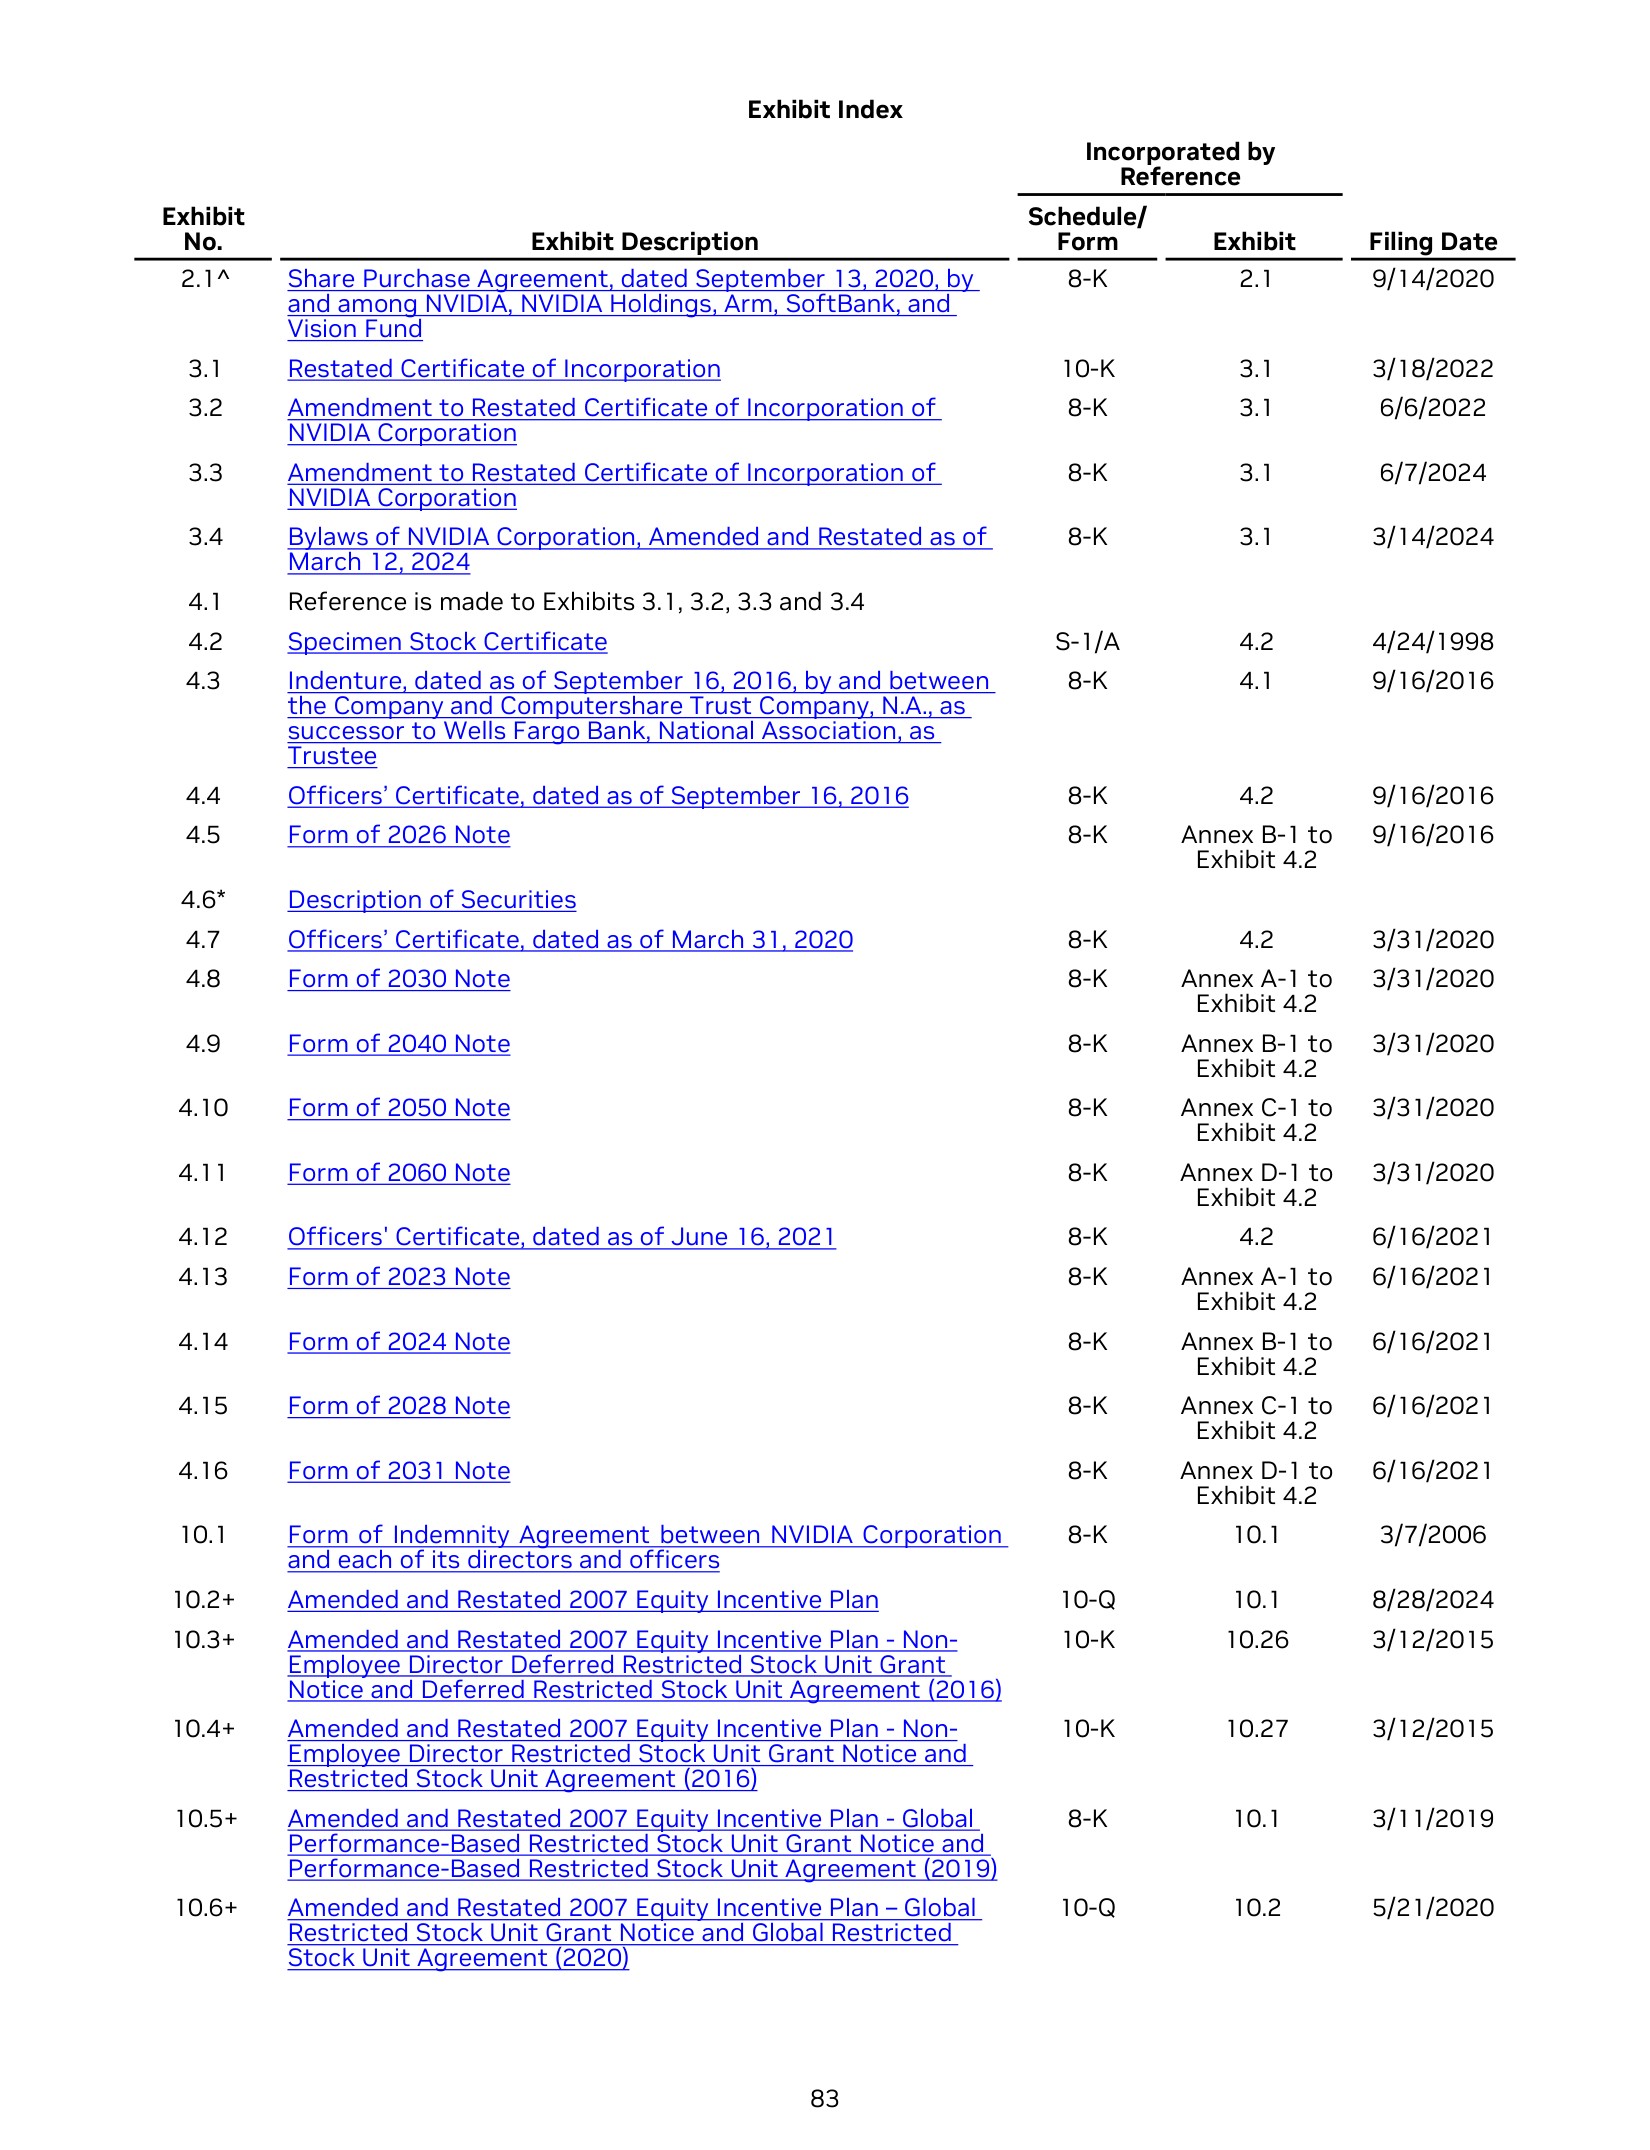 Exhibit Index
Incorporated by
Reference
Exhibit No. Exhibit Description Schedule/Form Exhibit Filing Date
2.1^ Share Purchase Agreement, dated September 13, 2020, by 8-K 2.1 9/14/2020
and among NVIDIA, NVIDIA Holdings, Arm, SoftBank, and
Vision Fund
3.1 Restated Certificate of Incorporation 10-K 3.1 3/18/2022
3.2 Amendment to Restated Certificate of Incorporation of 8-K 3.1 6/6/2022
NVIDIA Corporation
3.3 Amendment to Restated Certificate of Incorporation of 8-K 3.1 6/7/2024
NVIDIA Corporation
3.4 Bylaws of NVIDIA Corporation, Amended and Restated as of 8-K 3.1 3/14/2024
March 12, 2024
4.1 Reference is made to Exhibits 3.1, 3.2, 3.3 and 3.4
4.2 Specimen Stock Certificate S-1/A 4.2 4/24/1998
4.3 Indenture, dated as of September 16, 2016, by and between 8-K 4.1 9/16/2016
the Company and Computershare Trust Company, N.A., as
successor to Wells Fargo Bank, National Association, as
Trustee
4.4 Officers’ Certificate, dated as of September 16, 2016 8-K 4.2 9/16/2016
4.5 Form of 2026 Note 8-K Annex B-1 to 9/16/2016
Exhibit 4.2
4.6* Description of Securities
4.7 Officers’ Certificate, dated as of March 31, 2020 8-K 4.2 3/31/2020
4.8 Form of 2030 Note 8-K Annex A-1 to 3/31/2020
Exhibit 4.2
4.9 Form of 2040 Note 8-K Annex B-1 to 3/31/2020
Exhibit 4.2
4.10 Form of 2050 Note 8-K Annex C-1 to 3/31/2020
Exhibit 4.2
4.11 Form of 2060 Note 8-K Annex D-1 to 3/31/2020
Exhibit 4.2
4.12 Officers' Certificate, dated as of June 16, 2021 8-K 4.2 6/16/2021
4.13 Form of 2023 Note 8-K Annex A-1 to 6/16/2021
Exhibit 4.2
4.14 Form of 2024 Note 8-K Annex B-1 to 6/16/2021
Exhibit 4.2
4.15 Form of 2028 Note 8-K Annex C-1 to 6/16/2021
Exhibit 4.2
4.16 Form of 2031 Note 8-K Annex D-1 to 6/16/2021
Exhibit 4.2
10.1 Form of Indemnity Agreement between NVIDIA Corporation 8-K 10.1 3/7/2006
and each of its directors and officers
10.2+ Amended and Restated 2007 Equity Incentive Plan 10-Q 10.1 8/28/2024
10.3+ Amended and Restated 2007 Equity Incentive Plan - Non- 10-K 10.26 3/12/2015
Employee Director Deferred Restricted Stock Unit Grant
Notice and Deferred Restricted Stock Unit Agreement (2016)
10.4+ Amended and Restated 2007 Equity Incentive Plan - Non- 10-K 10.27 3/12/2015
Employee Director Restricted Stock Unit Grant Notice and
Restricted Stock Unit Agreement (2016)
10.5+ Amended and Restated 2007 Equity Incentive Plan - Global 8-K 10.1 3/11/2019
Performance-Based Restricted Stock Unit Grant Notice and
Performance-Based Restricted Stock Unit Agreement (2019)
10.6+ Amended and Restated 2007 Equity Incentive Plan – Global 10-Q 10.2 5/21/2020
Restricted Stock Unit Grant Notice and Global Restricted
Stock Unit Agreement (2020)
83